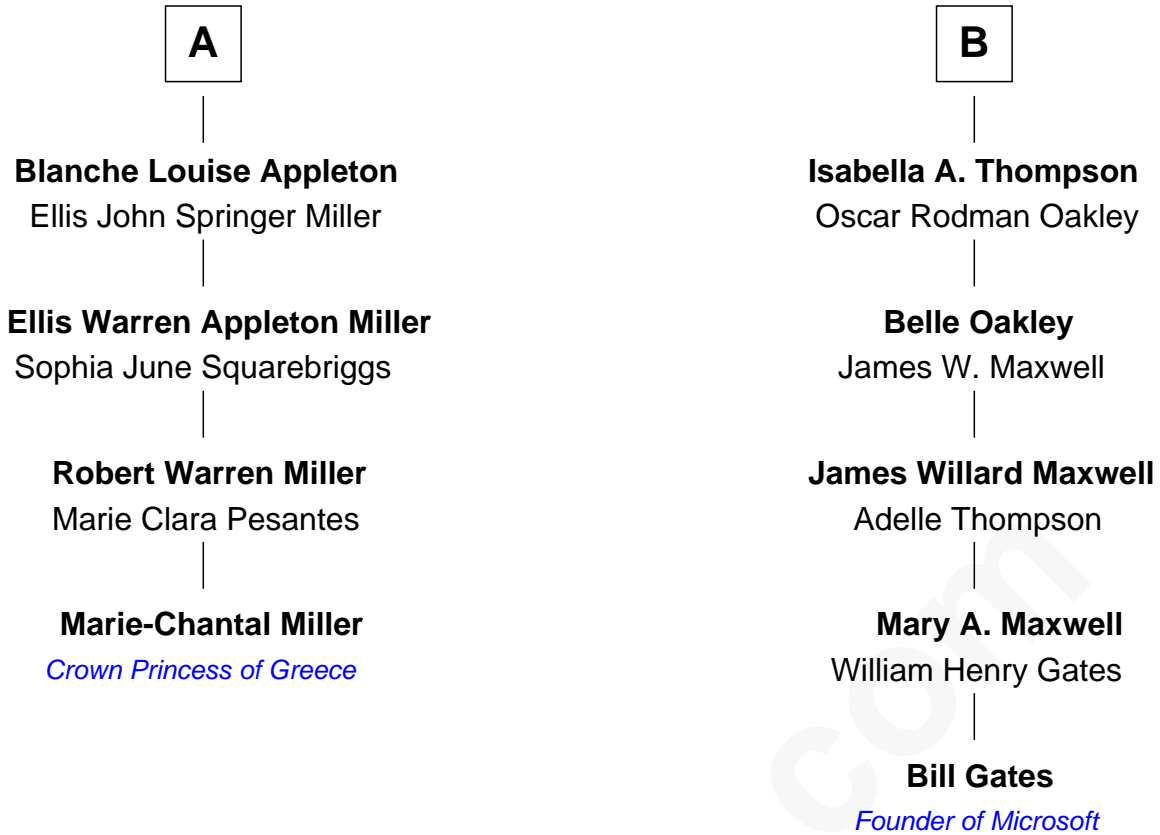 A
Blanche Louise Appleton
Ellis John Springer Miller
Ellis Warren Appleton Miller
Sophia June Squarebriggs
Robert Warren Miller
Marie Clara Pesantes
Marie-Chantal Miller
Crown Princess of Greece
B
Isabella A. Thompson
Oscar Rodman Oakley
Belle Oakley
James W. Maxwell
James Willard Maxwell
Adelle Thompson
Mary A. Maxwell
William Henry Gates
Bill Gates
Founder of Microsoft
com